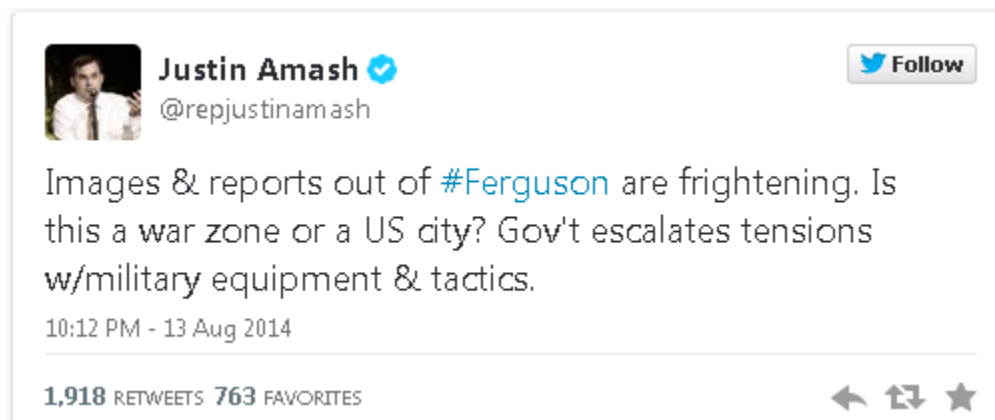 Justin Amash
Follow
@repjustinamash
Images & reports out of #Ferguson are frightening. Is
this a war zone or a US city? Gov't escalates tensions
w/military equipment & tactics.
10:12 PM - 13 Aug 2014
1,918 RETWEETS 763 FAVORITES